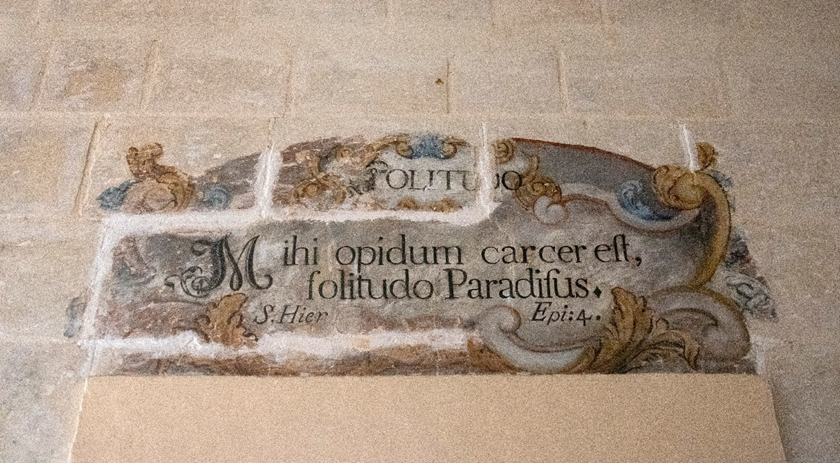 SOLITUDO
Mihi opidum carcer eſt,
ſolitudo Paradiſus.
S. Hier Epi: 4.